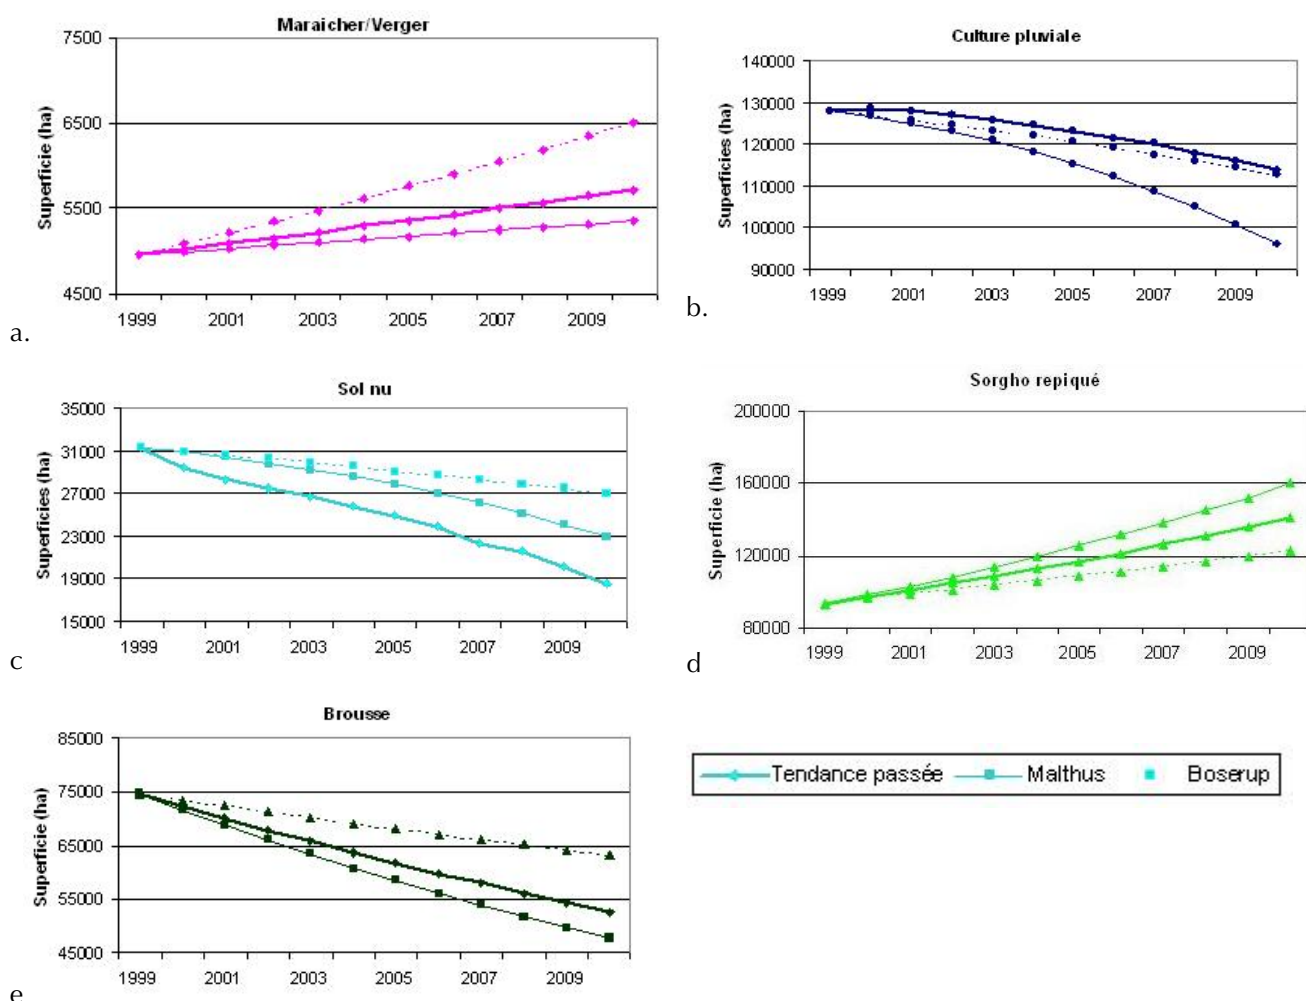 Maraicher/Verger
Superficie (ha)
7500
6500
5500
4500
1999 2001 2003 2005 2007 2009
a.
Culture pluviale
Superficies (ha)
140000
130000
120000
110000
100000
90000
1999 2001 2003 2005 2007 2009
b.
Sol nu
Superficies (ha)
35000
31000
27000
23000
19000
15000
1999 2001 2003 2005 2007 2009
c
Sorgho repiqué
Superficie (ha)
200000
160000
120000
80000
1999 2001 2003 2005 2007 2009
d
Brousse
Superficie (ha)
85000
75000
65000
55000
45000
1999 2001 2003 2005 2007 2009
e
Tendance passée Malthus Boserup